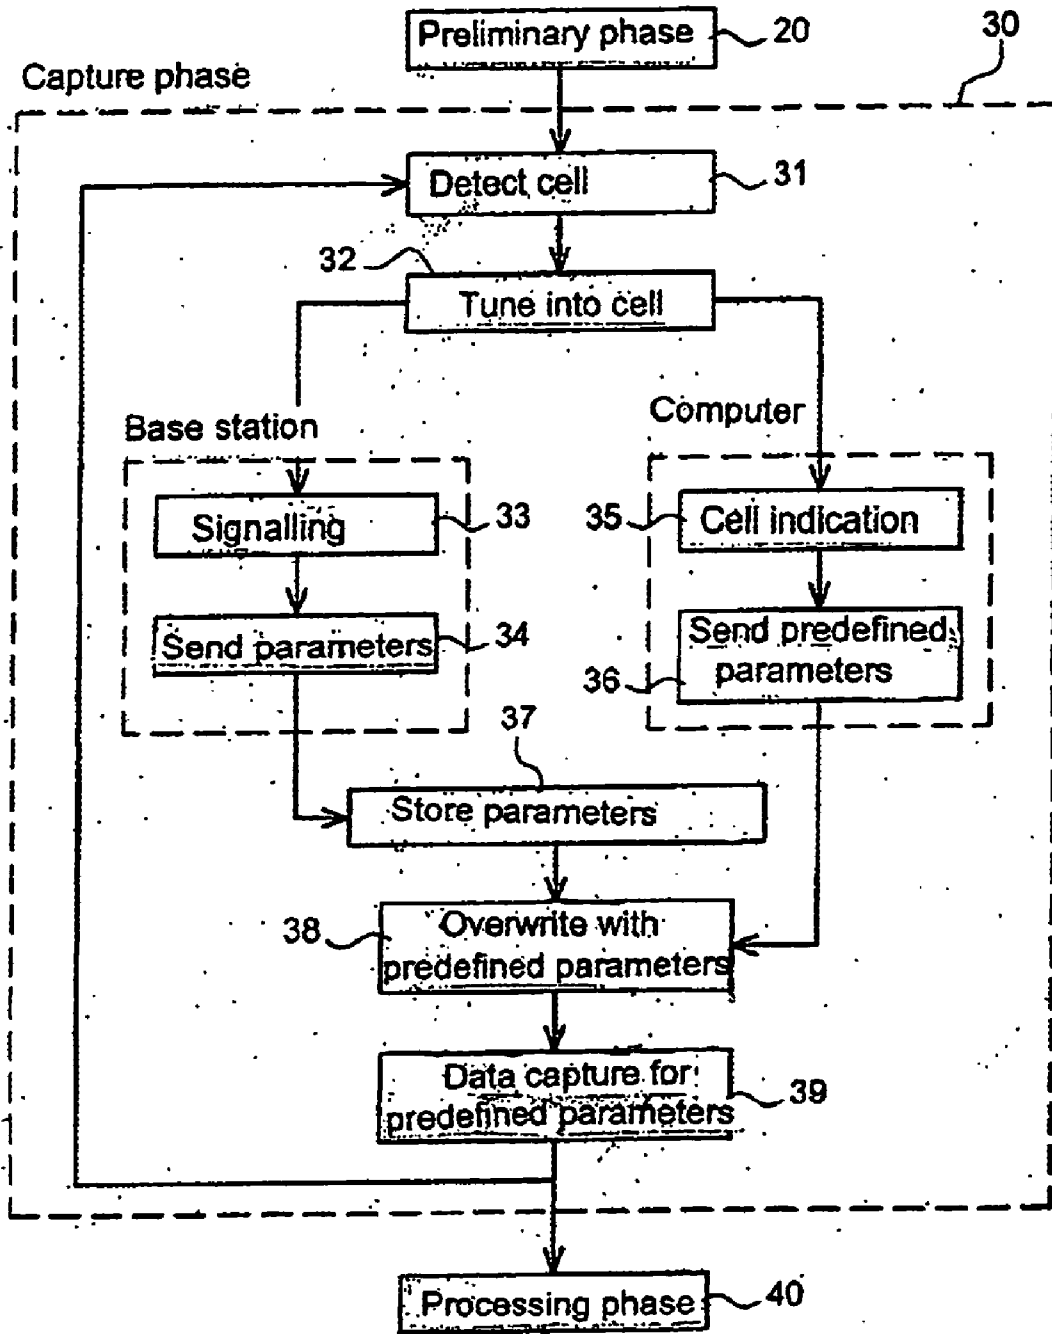 Preliminary phase 20
30
Capture phase
Detect cell 31
32
Tune into cell
Base station
Computer
Signalling 33
35 Cell indication
Send parameters 34
Send predefined
parameters
36
37
Store parameters
38
Overwrite with
predefined parameters
Data capture for
predefined parameters
39
Processing phase 40